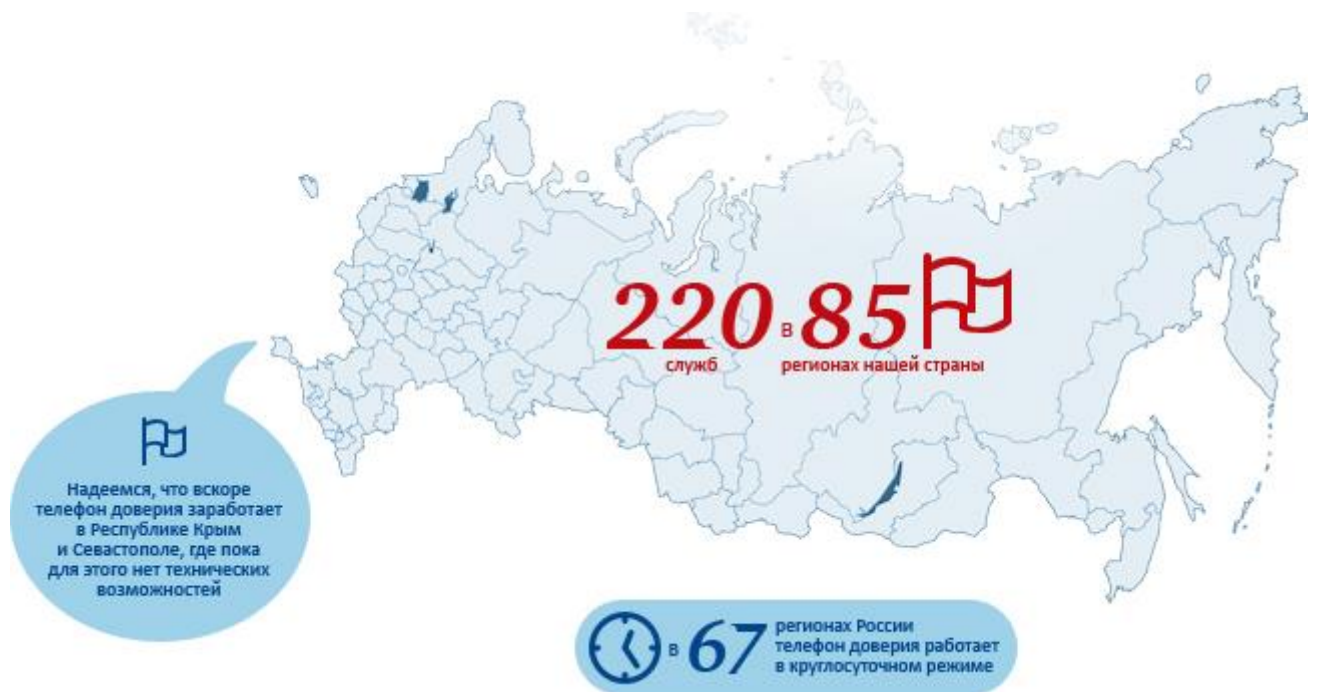 220 в 85
служб
регионах нашей страны
Надеемся, что вскоре
телефон доверия заработает
в Республике Крым
и Севастополе, где пока
для этого нет технических
возможностей
в 67
регионах России
телефон доверия работает
в круглосуточном режиме